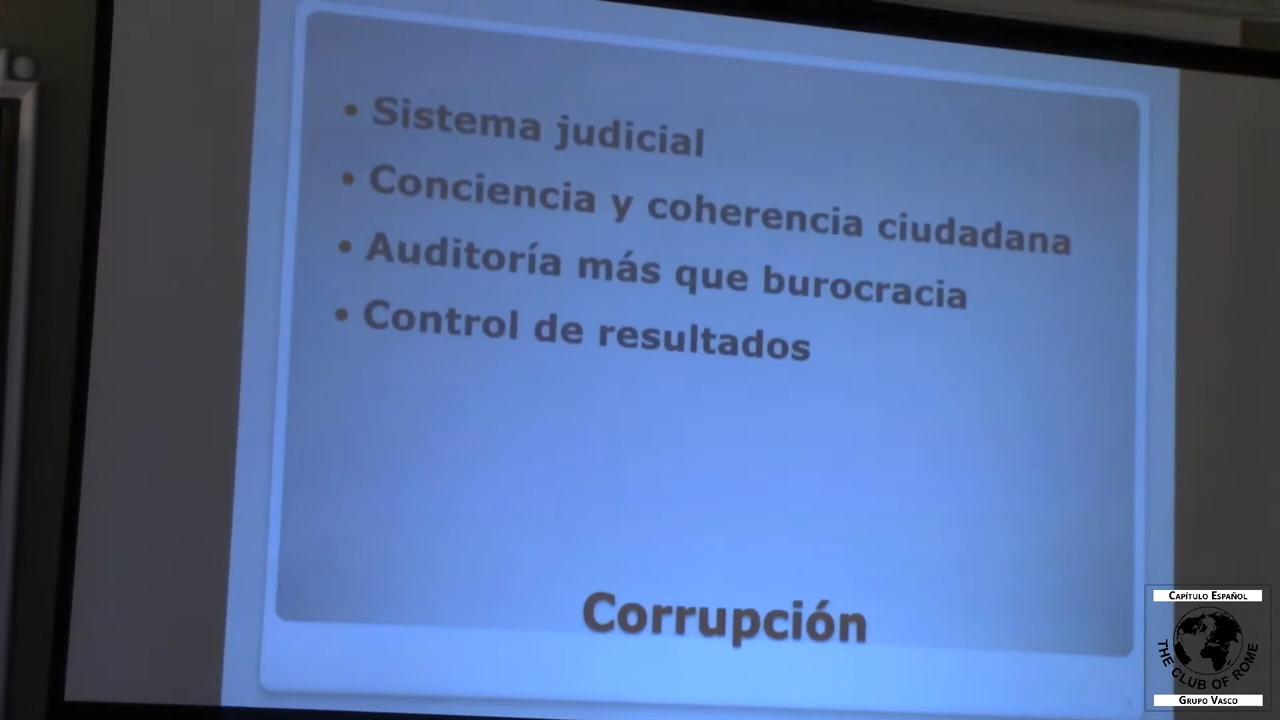 • Sistema judicial
• Conciencia y coherencia ciudadana
• Auditoría más que burocracia
• Control de resultados
Corrupción
Capítulo Español
THE CLUB OF ROME
Grupo Vasco